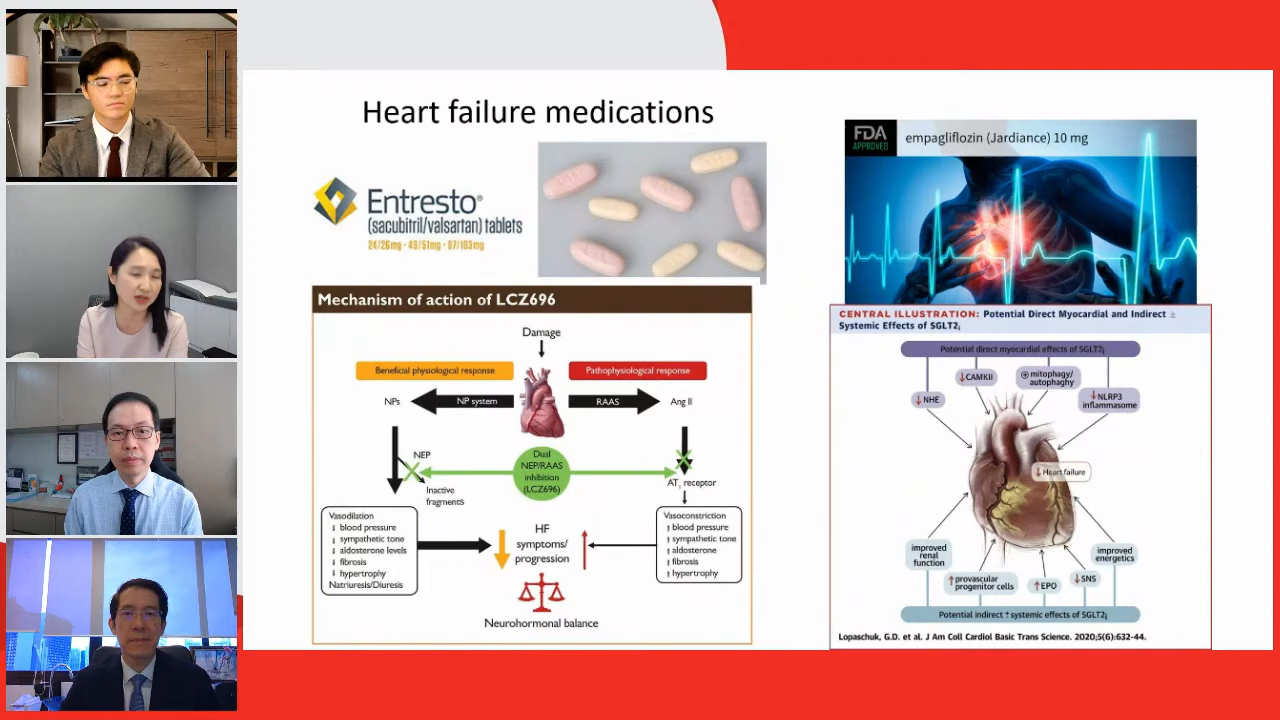 Heart failure medications
Entresto®
(sacubitril/valsartan) tablets
24/26mg · 49/51mg · 97/103mg
Mechanism of action of LCZ696
Damage
Beneficial physiological response
Pathophysiological response
NPs
NP system
RAAS
Ang II
NEP
Dual
NEP/RAAS
inhibition
(LCZ696)
Inactive
fragments
AT₁ receptor
Vasodilation
↓ blood pressure
↓ sympathetic tone
↓ aldosterone levels
↓ fibrosis
↓ hypertrophy
Natriuresis/Diuresis
HF
symptoms/
progression
Vasoconstriction
↑ blood pressure
↑ sympathetic tone
↑ aldosterone
↑ fibrosis
↑ hypertrophy
Neurohormonal balance
FDA
APPROVED
empagliflozin (Jardiance) 10 mg
CENTRAL ILLUSTRATION: Potential Direct Myocardial and Indirect ±
Systemic Effects of SGLT2i
Potential direct myocardial effects of SGLT2i
↓NHE
↓CAMKII
⊕ mitophagy/
autophaghy
↓NLRP3
inflammasome
↓ Heart failure
improved
renal
function
↑ provascular
progenitor cells
↑EPO
↓SNS
improved
energetics
Potential indirect ↑ systemic effects of SGLT2i
Lopaschuk, G.D. et al. J Am Coll Cardiol Basic Trans Science. 2020;5(6):632-44.